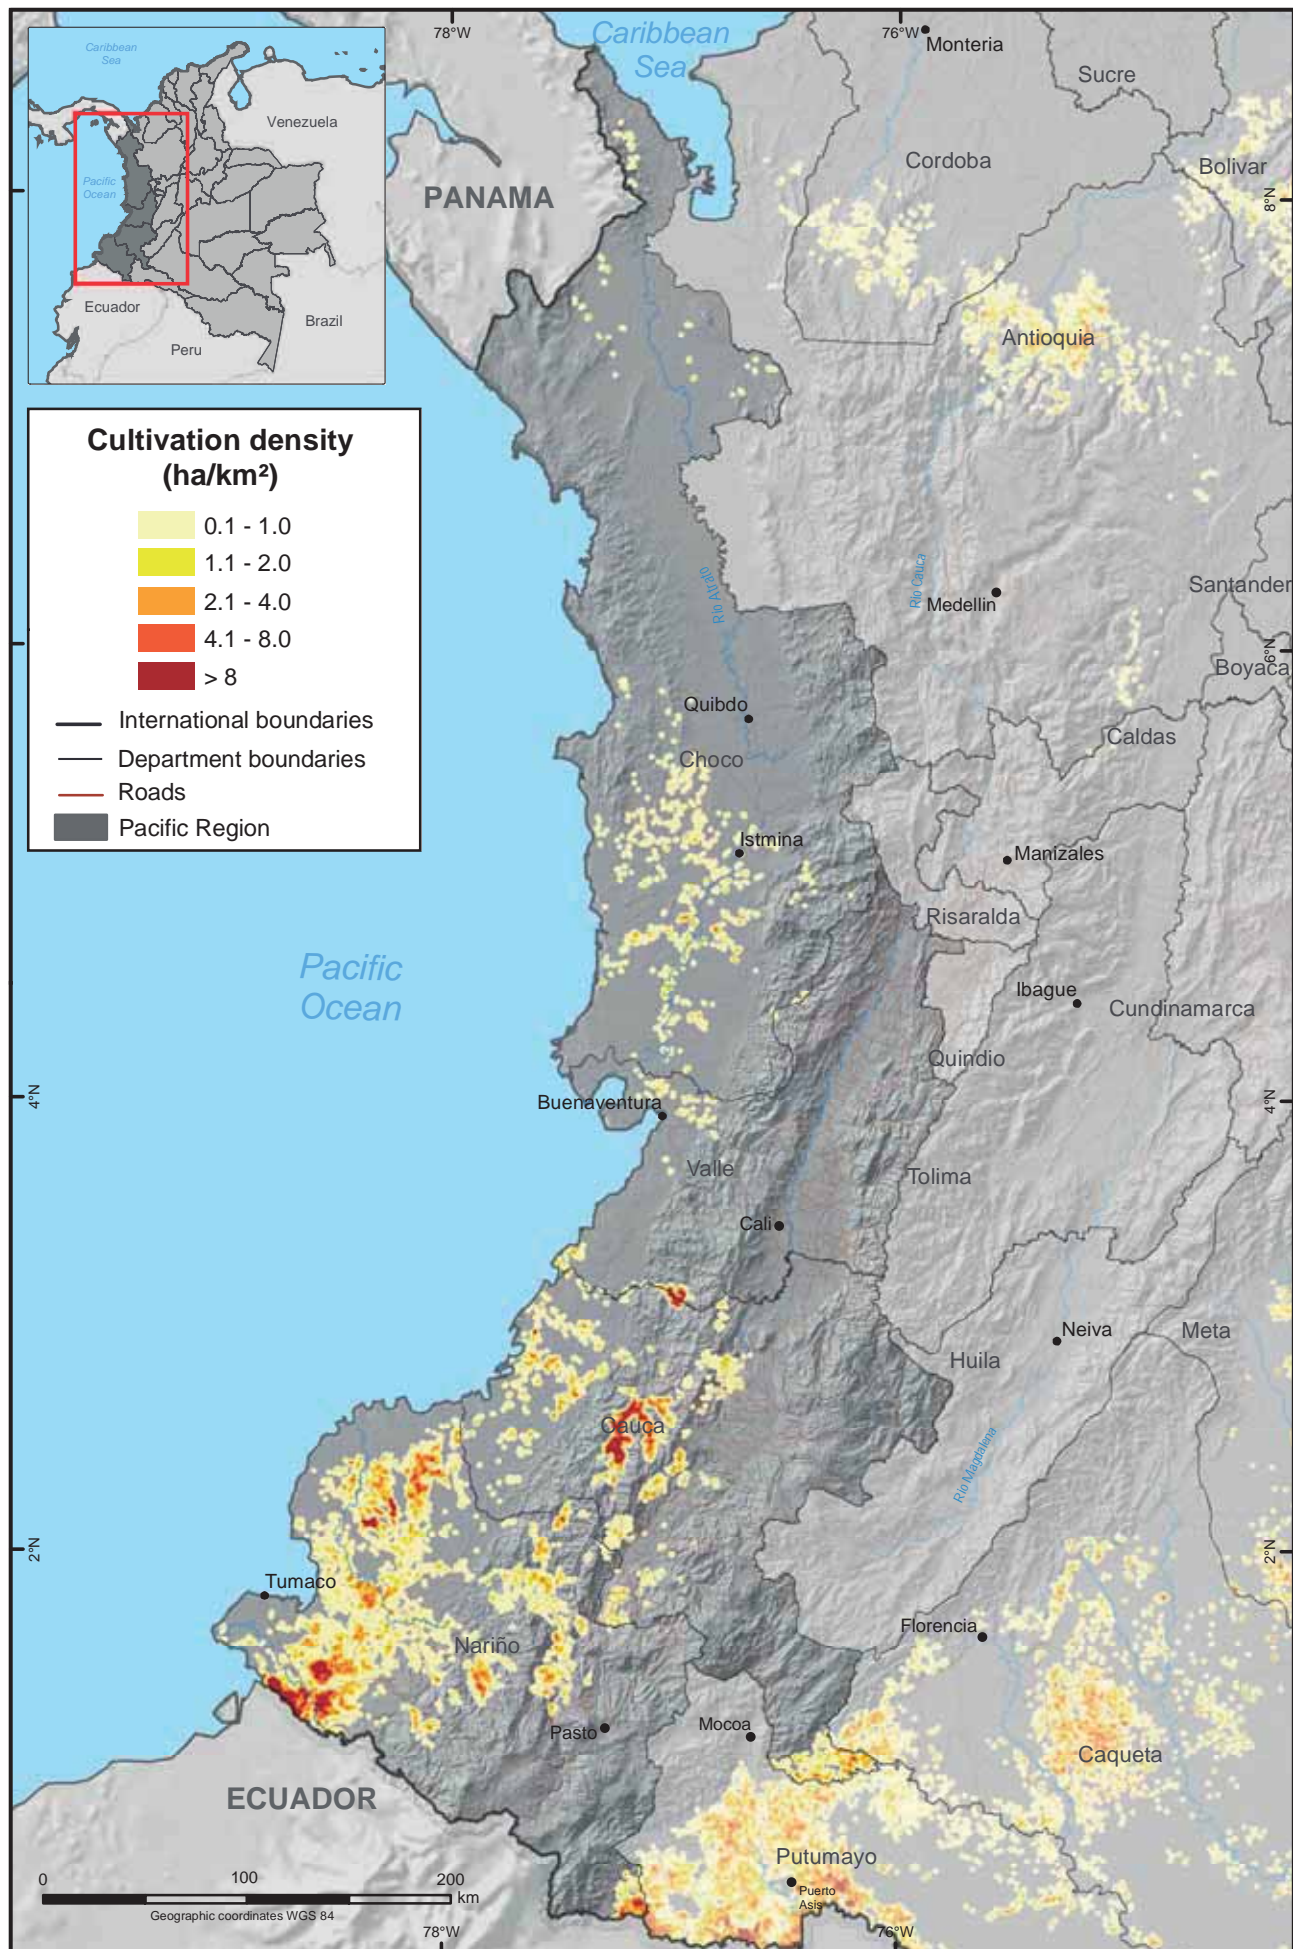 78°W
76°W
Caribbean
Sea
Monteria
Sucre
Caribbean
Sea
Venezuela
Pacific
Ocean
Ecuador
Brazil
Peru
PANAMA
Cordoba
Bolivar
8°N
Antioquia
Cultivation density
(ha/km²)
0.1 - 1.0
1.1 - 2.0
2.1 - 4.0
4.1 - 8.0
> 8
International boundaries
Department boundaries
Roads
Pacific Region
Rio Atrato
Rio Cauca
Medellin
Santander
6°N
Boyaca
Quibdo
Choco
Caldas
Istmina
Manizales
Risaralda
Pacific
Ocean
Ibague
Cundinamarca
Quindio
4°N
4°N
Buenaventura
Valle
Tolima
Cali
Neiva
Meta
Huila
Cauca
Rio Magdalena
2°N
2°N
Tumaco
Florencia
Nariño
Pasto
Mocoa
Caqueta
ECUADOR
Putumayo
Puerto
Asis
0
100
200
km
Geographic coordinates WGS 84
78°W
76°W